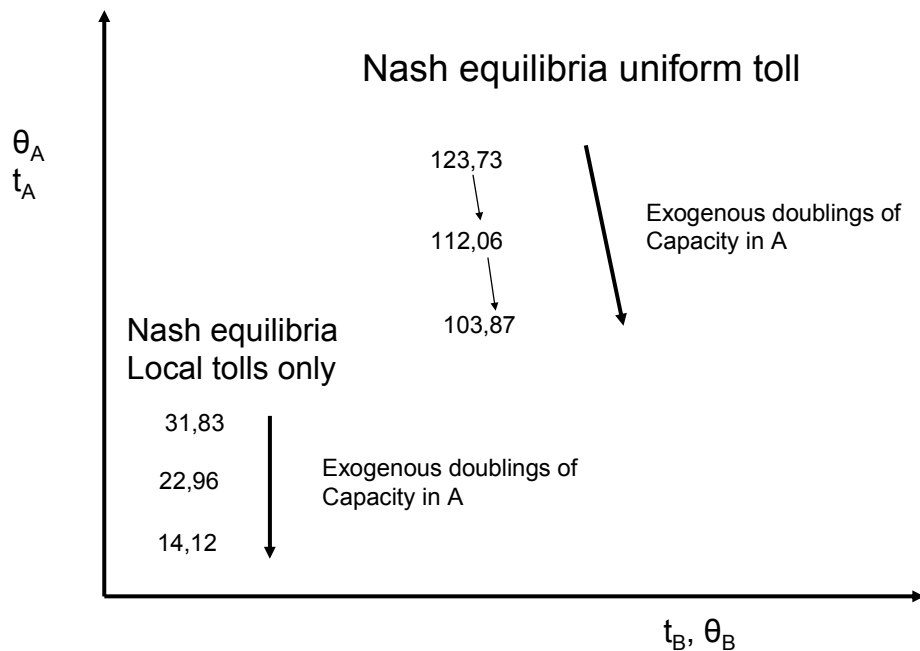 Nash equilibria uniform toll
θA
tA
123,73
112,06
103,87
Exogenous doublings of
Capacity in A
Nash equilibria
Local tolls only
31,83
22,96
14,12
Exogenous doublings of
Capacity in A
tB, θB